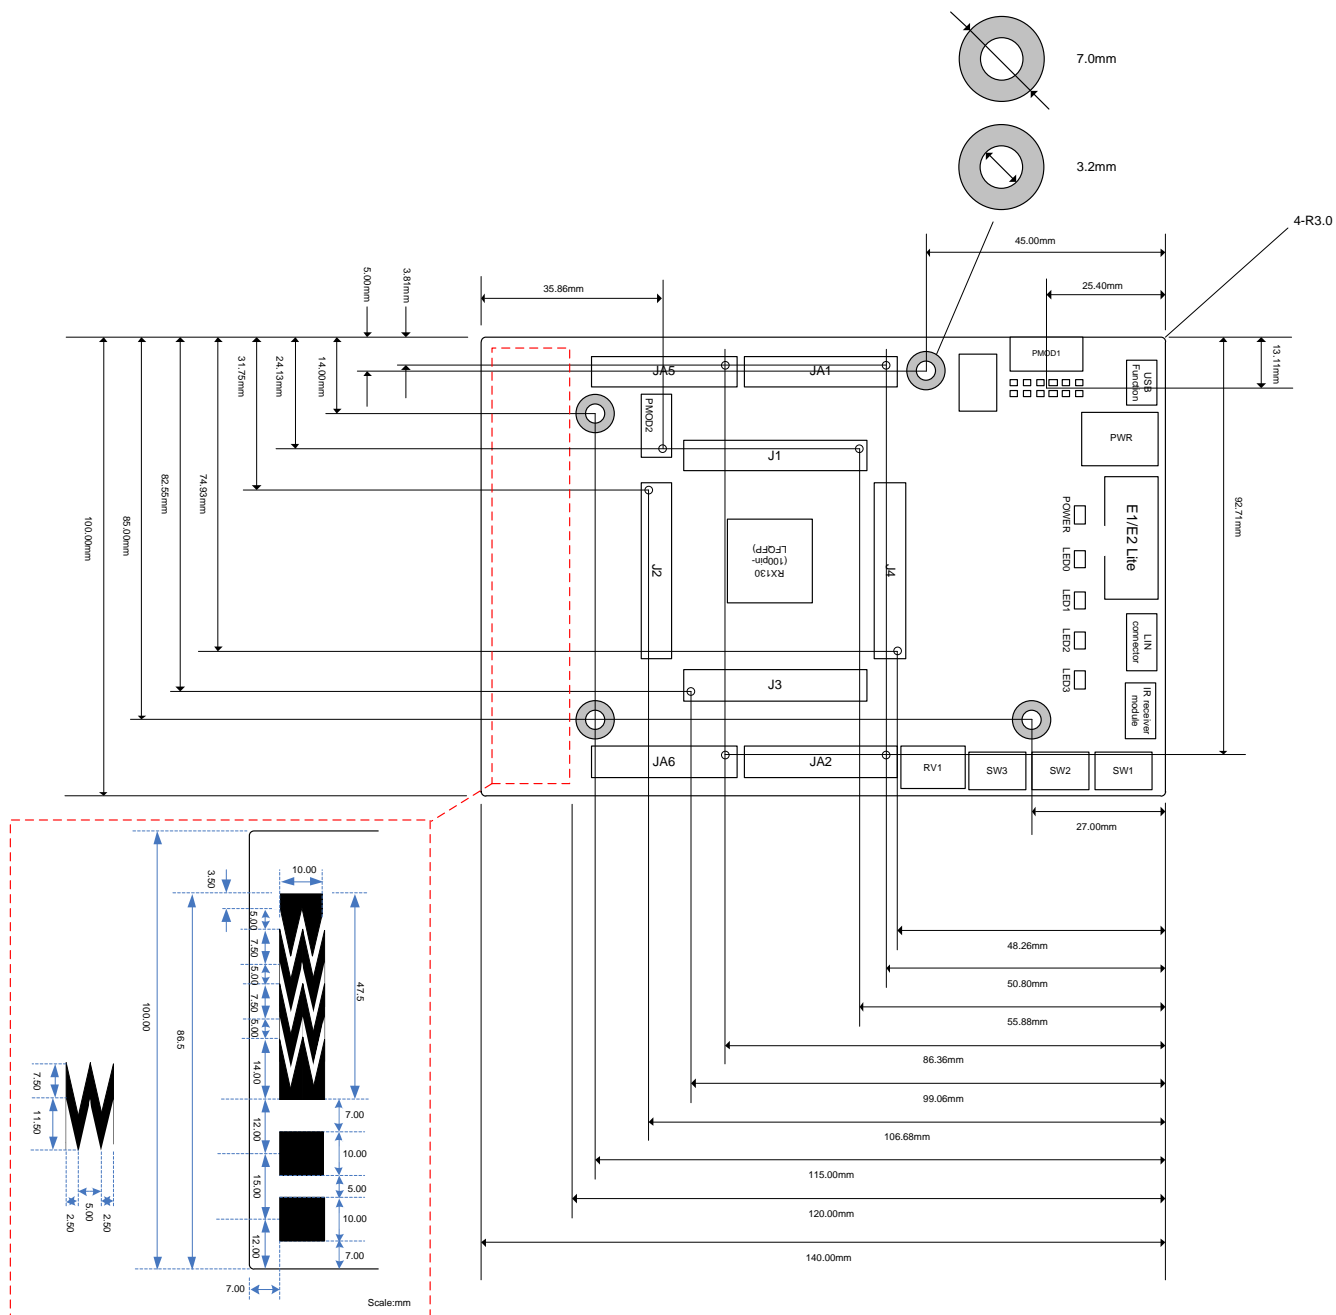 7.0mm
3.2mm
4-R3.0
45.00mm
25.40mm
35.86mm
5.00mm
3.81mm
13.11mm
14.00mm
24.13mm
31.75mm
74.93mm
82.55mm
85.00mm
100.00mm
92.71mm
JA5
JA1
PMOD1
USB
Function
PMOD2
PWR
J1
E1/E2 Lite
POWER
RX130
(100pin-
LFQFP)
J2
J4
LED0
LED1
LED2
LED3
LIN
connector
IR receiver
module
J3
JA6
JA2
RV1
SW3
SW2
SW1
27.00mm
48.26mm
50.80mm
55.88mm
86.36mm
99.06mm
106.68mm
115.00mm
120.00mm
140.00mm
10.00
3.50
5.00
7.50
5.00
7.50
5.00
14.00
12.00
15.00
12.00
47.5
86.5
100.00
7.00
10.00
5.00
10.00
7.00
7.00
7.50
11.50
2.50
5.00
2.50
Scale:mm